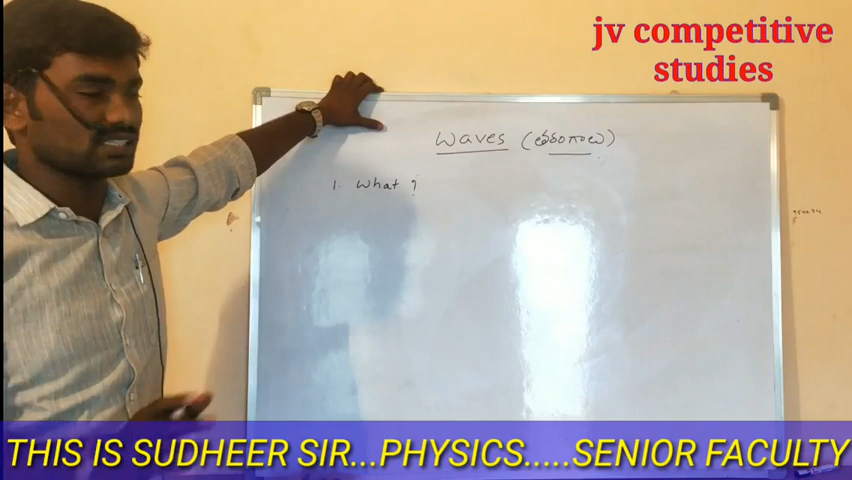 jv competitive
studies
Waves (తరంగాలు)
1. What ?
THIS IS SUDHEER SIR...PHYSICS.....SENIOR FACULTY